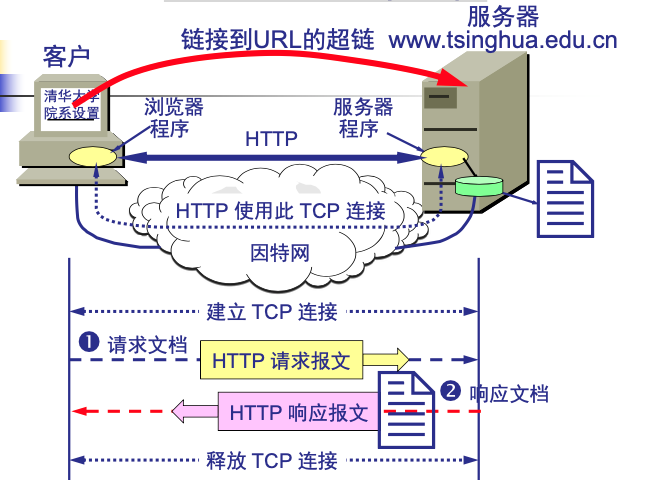 服务器
链接到URL的超链 www.tsinghua.edu.cn
客户
清华大学
院系设置
浏览器
程序
服务器
程序
HTTP
HTTP 使用此 TCP 连接
因特网
建立 TCP 连接
❶ 请求文档
HTTP 请求报文
❷ 响应文档
HTTP 响应报文
释放 TCP 连接